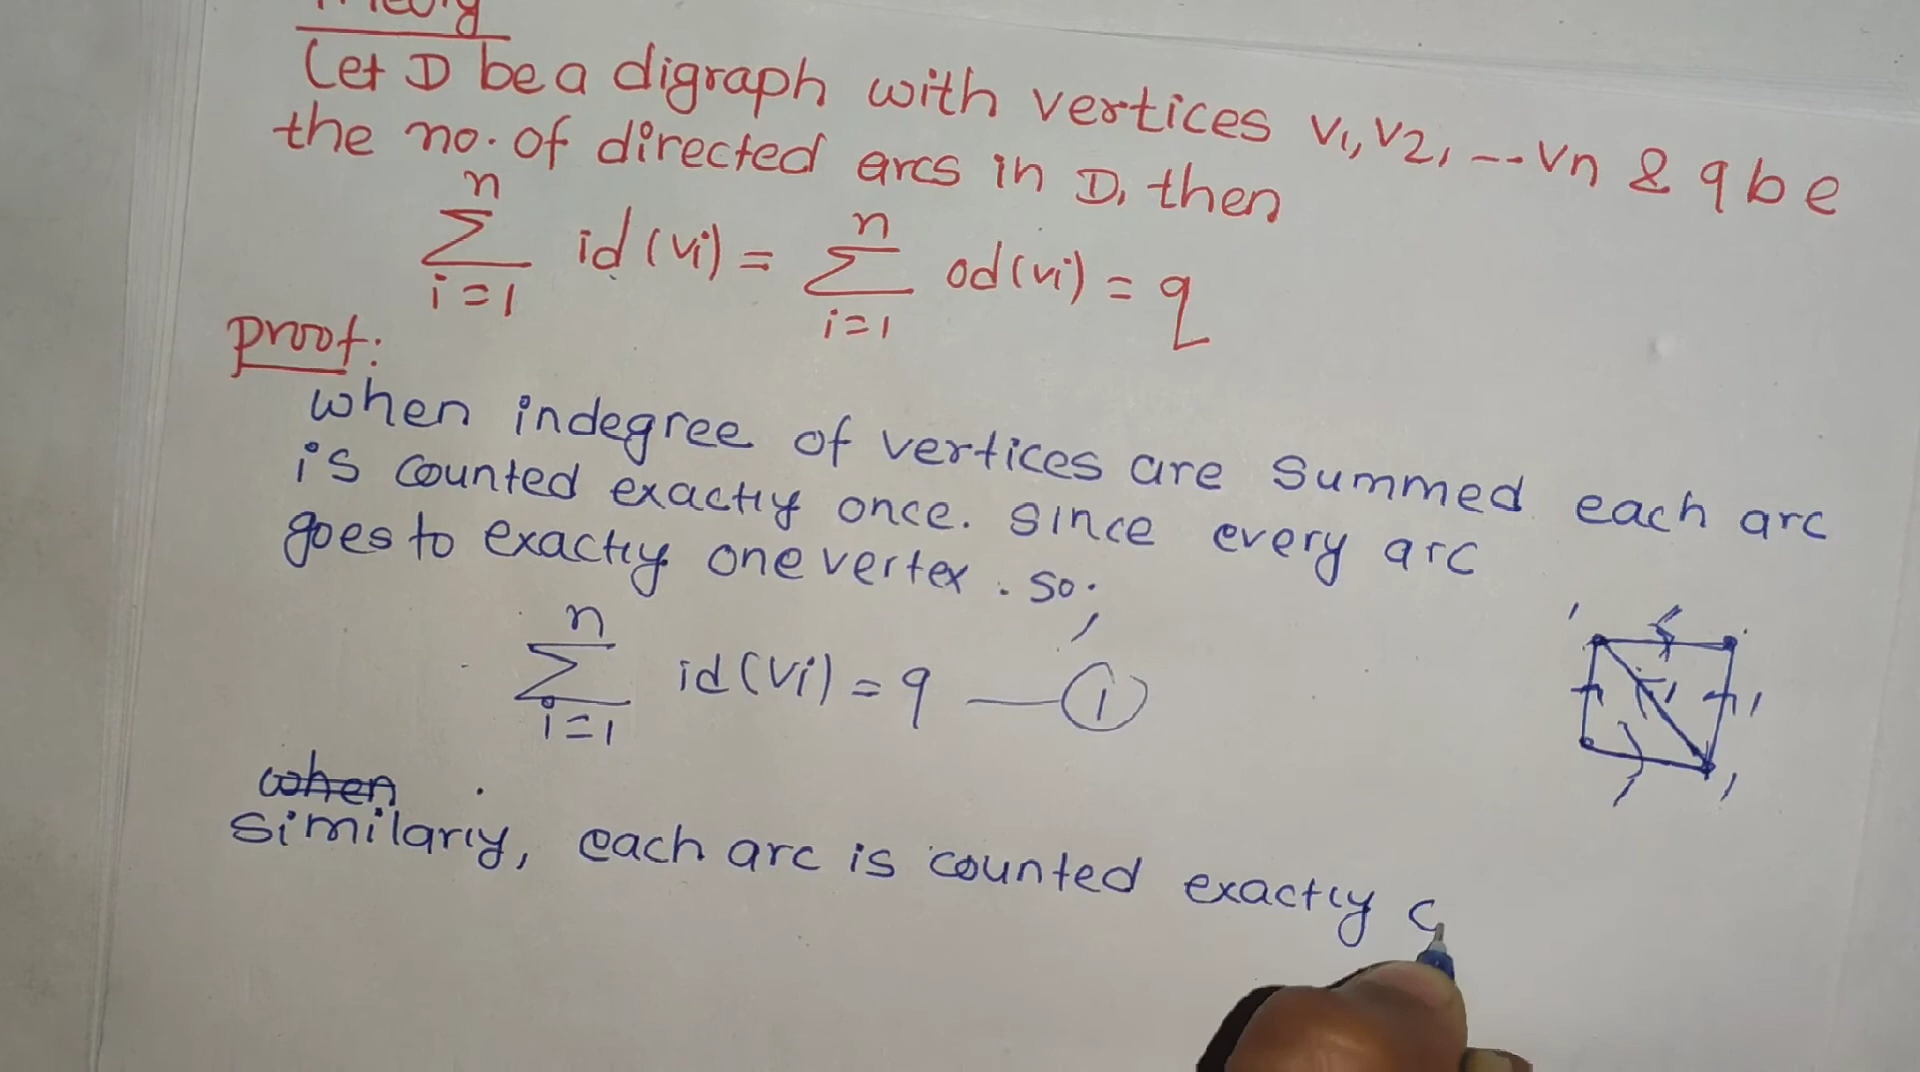 Theory
Let D be a digraph with vertices v1, v2, --- vn & q be
the no. of directed arcs in D, then
n Σ i=1 id(vi) = n Σ i=1 od(vi) = q
Proof:
when indegree of vertices are summed each arc
is counted exactly once. since every arc
goes to exactly one vertex. so,
n Σ i=1 id(vi) = q — 1
when
similarly, each arc is counted exactly